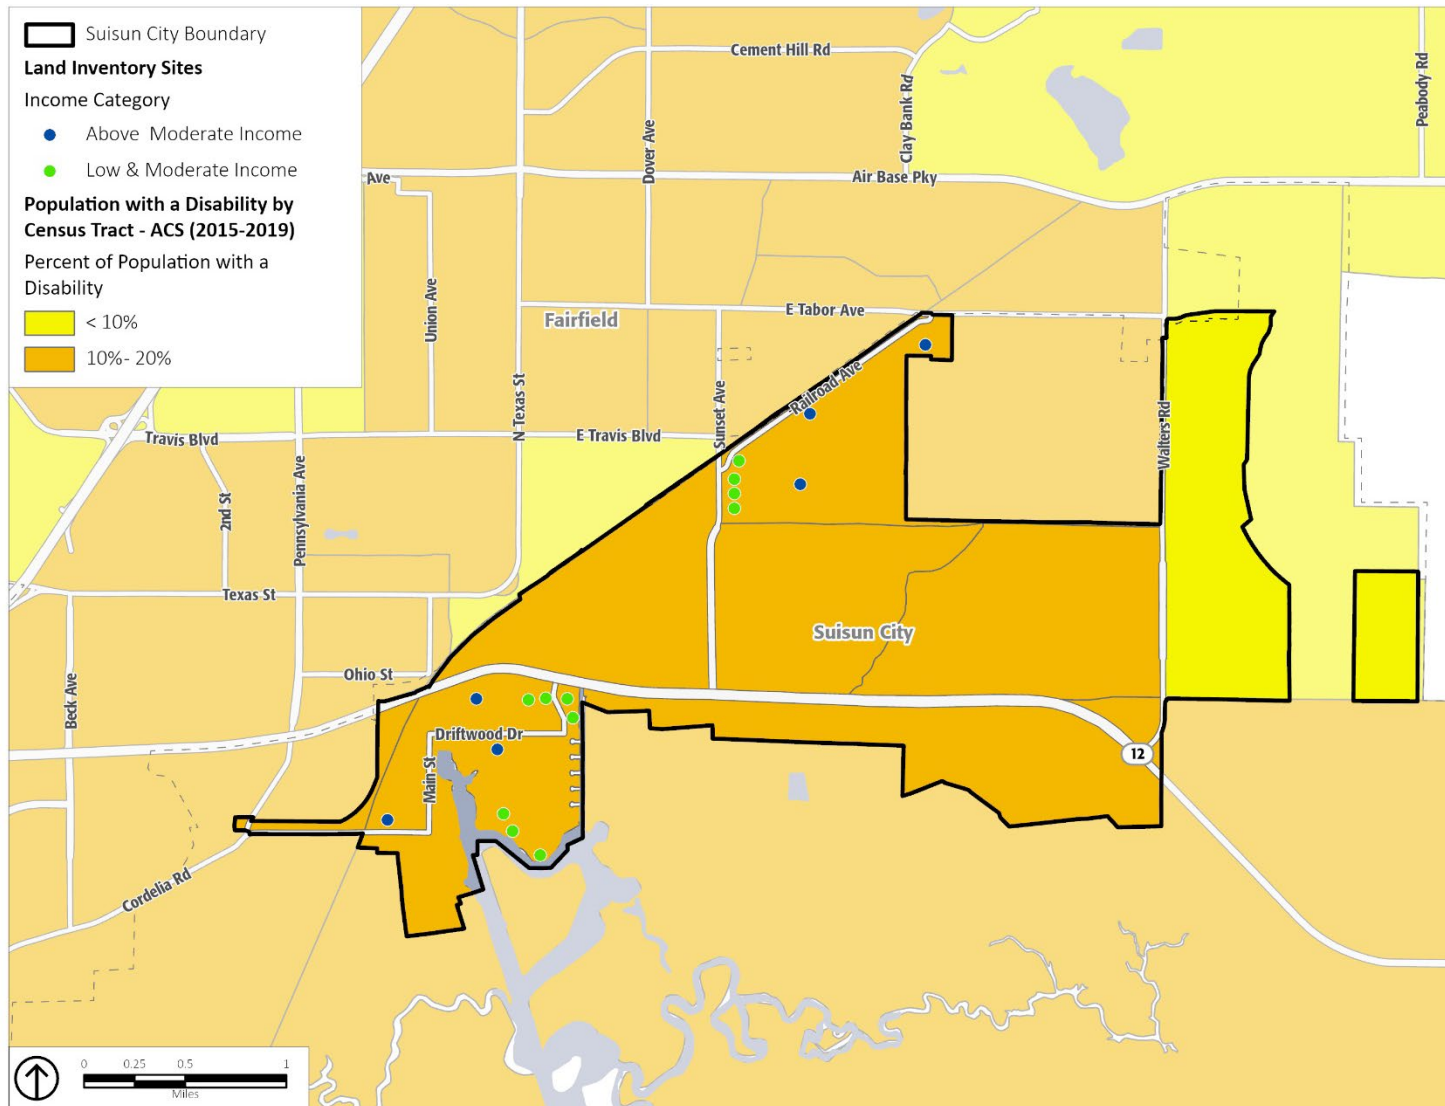 Suisun City Boundary
Land Inventory Sites
Income Category
Above Moderate Income
Low & Moderate Income
Population with a Disability by
Census Tract - ACS (2015-2019)
Percent of Population with a
Disability
< 10%
10%- 20%
Cement Hill Rd
Clay Bank Rd
Peabody Rd
Dover Ave
Ave
Air Base Pky
Union Ave
Fairfield
E Tabor Ave
Railroad Ave
N Texas St
Sunset Ave
Walters Rd
Travis Blvd
E Travis Blvd
2nd St
Pennsylvania Ave
Texas St
Suisun City
Ohio St
Beck Ave
Driftwood Dr
Main St
12
Cordelia Rd
0 0.25 0.5 1
Miles